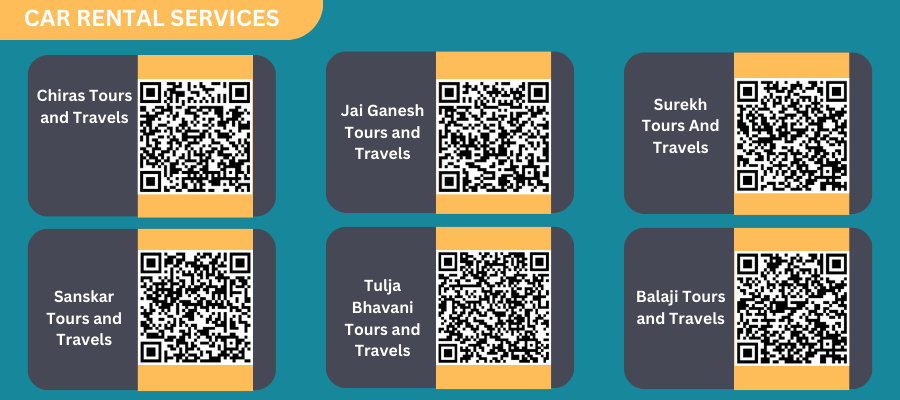 CAR RENTAL SERVICES
Chiras Tours
and Travels
Jai Ganesh
Tours and
Travels
Surekh
Tours And
Travels
Sanskar
Tours and
Travels
Tulja
Bhavani
Tours and
Travels
Balaji Tours
and Travels